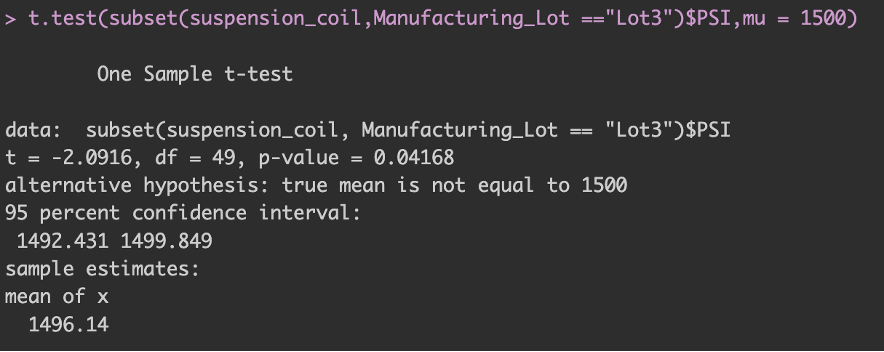 > t.test(subset(suspension_coil,Manufacturing_Lot =="Lot3")$PSI,mu = 1500)
One Sample t-test
data:  subset(suspension_coil, Manufacturing_Lot == "Lot3")$PSI
t = -2.0916, df = 49, p-value = 0.04168
alternative hypothesis: true mean is not equal to 1500
95 percent confidence interval:
1492.431 1499.849
sample estimates:
mean of x
1496.14